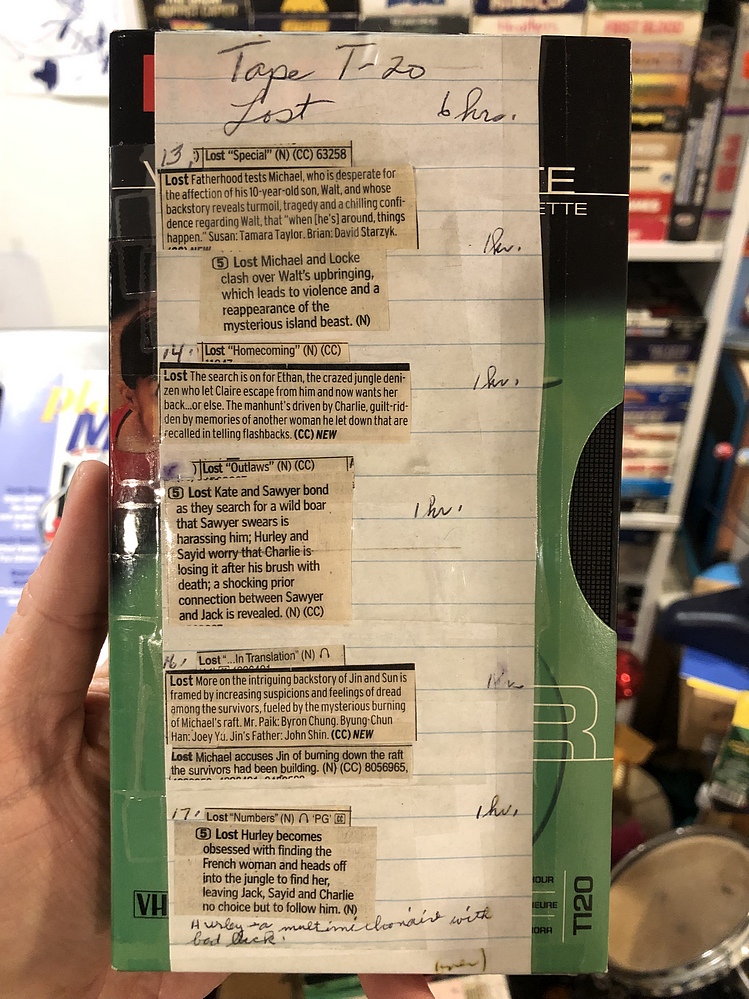 Tape T-20
Lost 6 hrs.
13, Lost "Special" (N) (CC) 63258
Lost Fatherhood tests Michael, who is desperate for
the affection of his 10-year-old son, Walt, and whose
backstory reveals turmoil, tragedy and a chilling confi-
dence regarding Walt, that "when [he's] around, things
happen." Susan: Tamara Taylor. Brian: David Starzyk.
1 hr.
(5) Lost Michael and Locke
clash over Walt's upbringing,
which leads to violence and a
reappearance of the
mysterious island beast. (N)
14. Lost "Homecoming" (N) (CC)
Lost The search is on for Ethan, the crazed jungle deni-
zen who let Claire escape from him and now wants her
back...or else. The manhunt's driven by Charlie, guilt-rid-
den by memories of another woman he let down that are
recalled in telling flashbacks. (CC) NEW
1 hr.
) Lost "Outlaws" (N) (CC)
(5) Lost Kate and Sawyer bond
as they search for a wild boar
that Sawyer swears is
harassing him; Hurley and
Sayid worry that Charlie is
losing it after his brush with
death; a shocking prior
connection between Sawyer
and Jack is revealed. (N) (CC)
1 hr.
16. Lost "...In Translation" (N)
Lost More on the intriguing backstory of Jin and Sun is
framed by increasing suspicions and feelings of dread
among the survivors, fueled by the mysterious burning
of Michael's raft. Mr. Paik: Byron Chung. Byung-Chun
Han: Joey Yu. Jin's Father: John Shin. (CC) NEW
Lost Michael accuses Jin of burning down the raft
the survivors had been building. (N) (CC) 8056965,
17. Lost "Numbers" (N) 'PG' CC
1 hr.
(5) Lost Hurley becomes
obsessed with finding the
French woman and heads off
into the jungle to find her,
leaving Jack, Sayid and Charlie
no choice but to follow him. (N)
Hurley - a multimillionaire with
bad luck.
(over)
TE
ETTE
R
VH
OUR
HEURE
HORA
T120
FIRST BLOOD